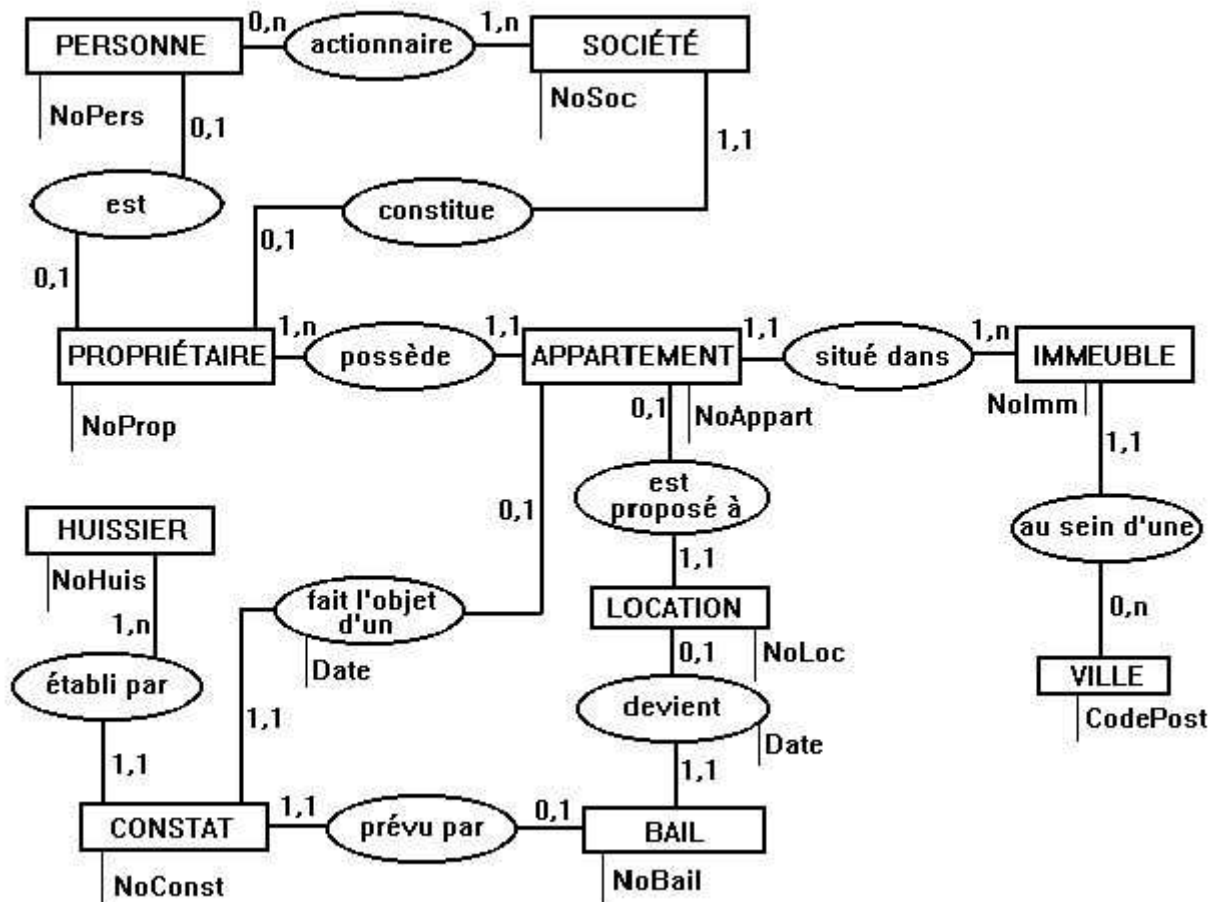 0,n
1,n
PERSONNE
actionnaire
SOCIÉTÉ
NoPers
0,1
NoSoc
1,1
est
constitue
0,1
0,1
1,n
1,1
1,1
1,n
PROPRIÉTAIRE
possède
APPARTEMENT
situé dans
IMMEUBLE
NoProp
0,1
NoAppart
NoImm
1,1
HUISSIER
0,1
est
proposé à
au sein d'une
NoHuis
1,n
fait l'objet
d'un
Date
1,1
LOCATION
NoLoc
0,n
établi par
0,1
VILLE
CodePost
1,1
devient
Date
1,1
1,1
CONSTAT
1,1
prévu par
0,1
BAIL
NoConst
NoBail